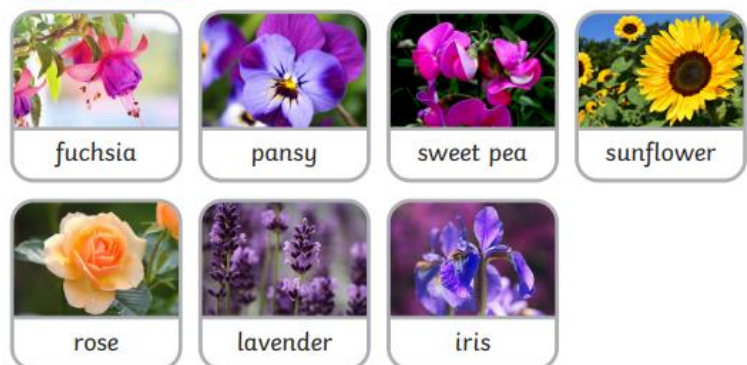 fuchsia
pansy
sweet pea
sunflower
rose
lavender
iris